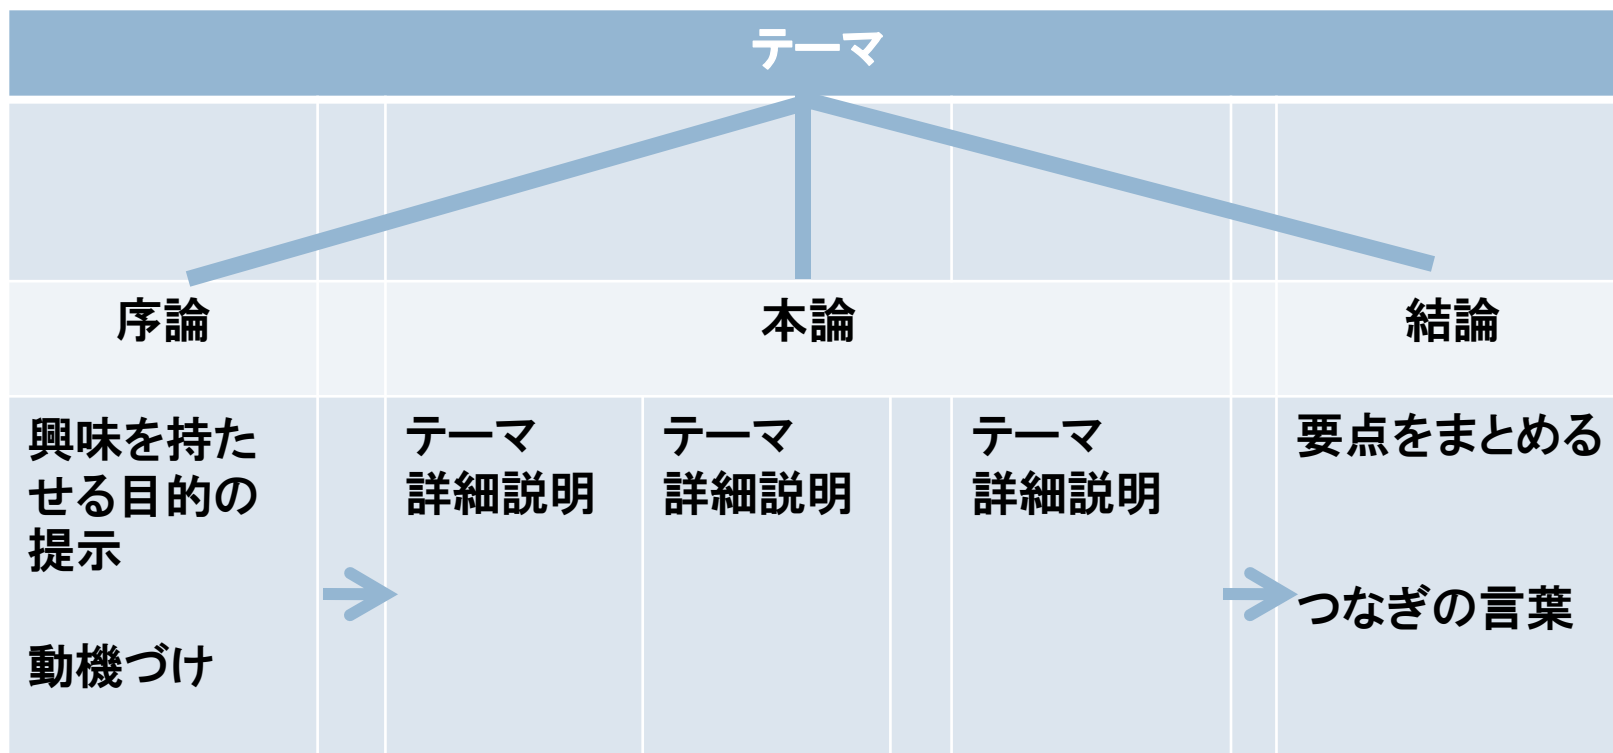 テーマ
序論
本論
結論
興味を持た
せる目的の
提示
動機づけ
テーマ
詳細説明
テーマ
詳細説明
テーマ
詳細説明
要点をまとめる
つなぎの言葉